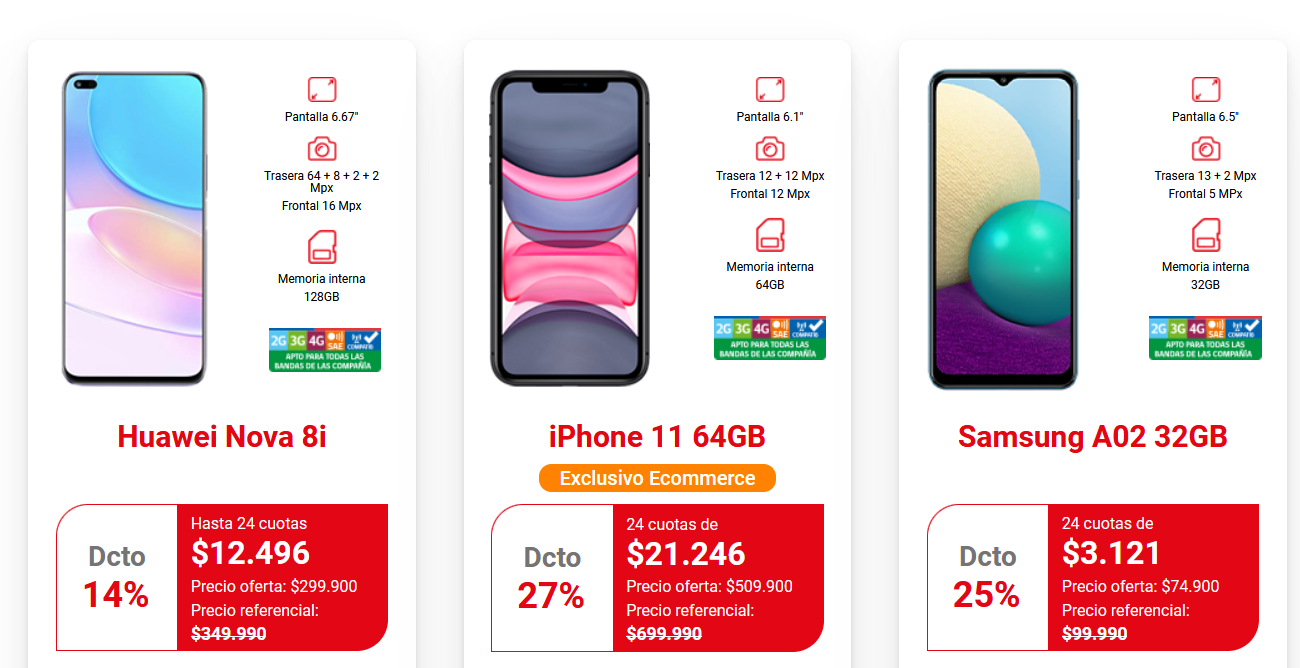 Pantalla 6.67"
Trasera 64 + 8 + 2 + 2
Mpx
Frontal 16 Mpx
Memoria interna
128GB
2G 3G 4G SAE COMPATIB
APTO PARA TODAS LAS
BANDAS DE LAS COMPAÑÍA
Huawei Nova 8i
Dcto
14%
Hasta 24 cuotas
$12.496
Precio oferta: $299.900
Precio referencial:
$349.990
Pantalla 6.1"
Trasera 12 + 12 Mpx
Frontal 12 Mpx
Memoria interna
64GB
2G 3G 4G SAE COMPATIB
APTO PARA TODAS LAS
BANDAS DE LAS COMPAÑÍA
iPhone 11 64GB
Exclusivo Ecommerce
Dcto
27%
24 cuotas de
$21.246
Precio oferta: $509.900
Precio referencial:
$699.990
Pantalla 6.5"
Trasera 13 + 2 Mpx
Frontal 5 MPx
Memoria interna
32GB
2G 3G 4G SAE COMPATIB
APTO PARA TODAS LAS
BANDAS DE LAS COMPAÑÍA
Samsung A02 32GB
Dcto
25%
24 cuotas de
$3.121
Precio oferta: $74.900
Precio referencial:
$99.990